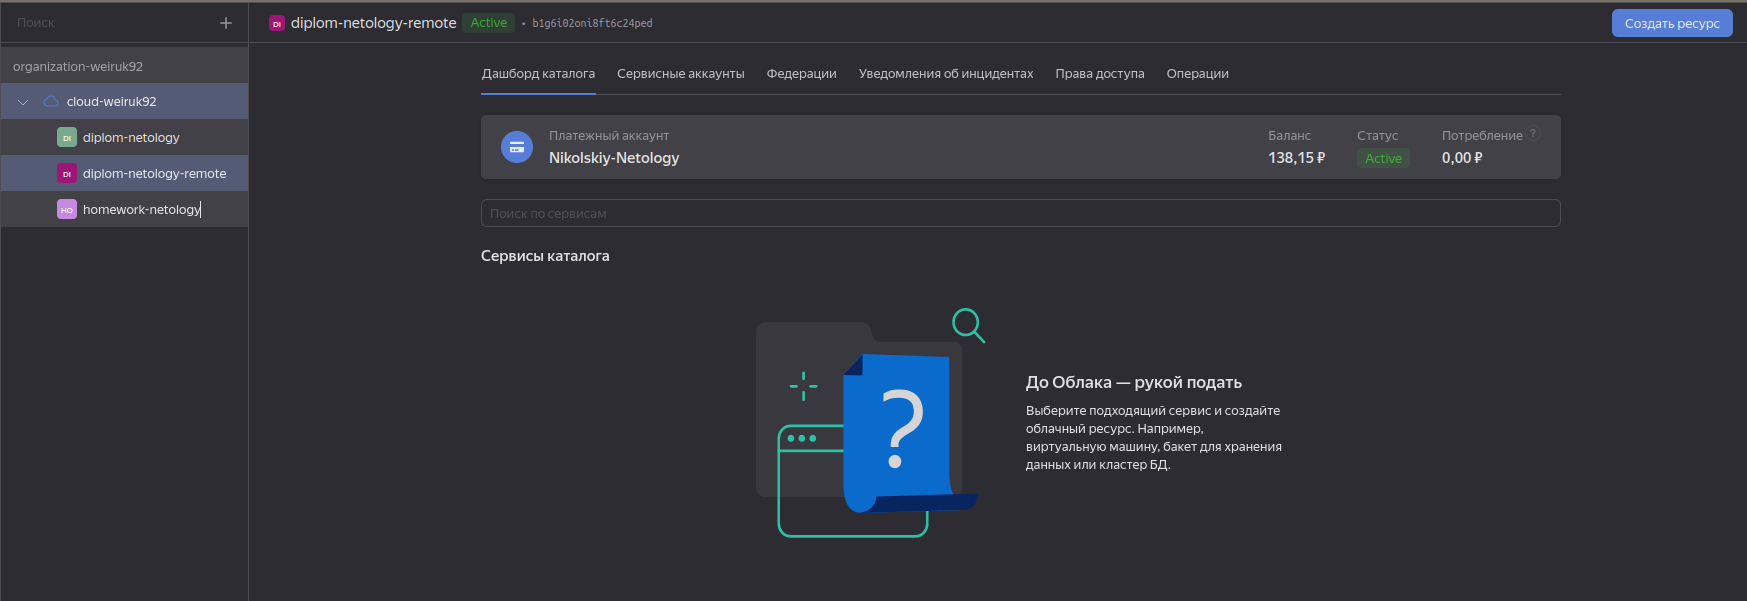 Поиск
organization-weiruk92
cloud-weiruk92
DI diplom-netology
DI diplom-netology-remote
HO homework-netology
DI diplom-netology-remote Active • b1g6i02oni8ft6c24ped
Создать ресурс
Дашборд каталога Сервисные аккаунты Федерации Уведомления об инцидентах Права доступа Операции
Платежный аккаунт
Nikolskiy-Netology
Баланс
138,15 ₽
Статус
Active
Потребление ?
0,00 ₽
Поиск по сервисам
Сервисы каталога
?
До Облака — рукой подать
Выберите подходящий сервис и создайте
облачный ресурс. Например,
виртуальную машину, бакет для хранения
данных или кластер БД.